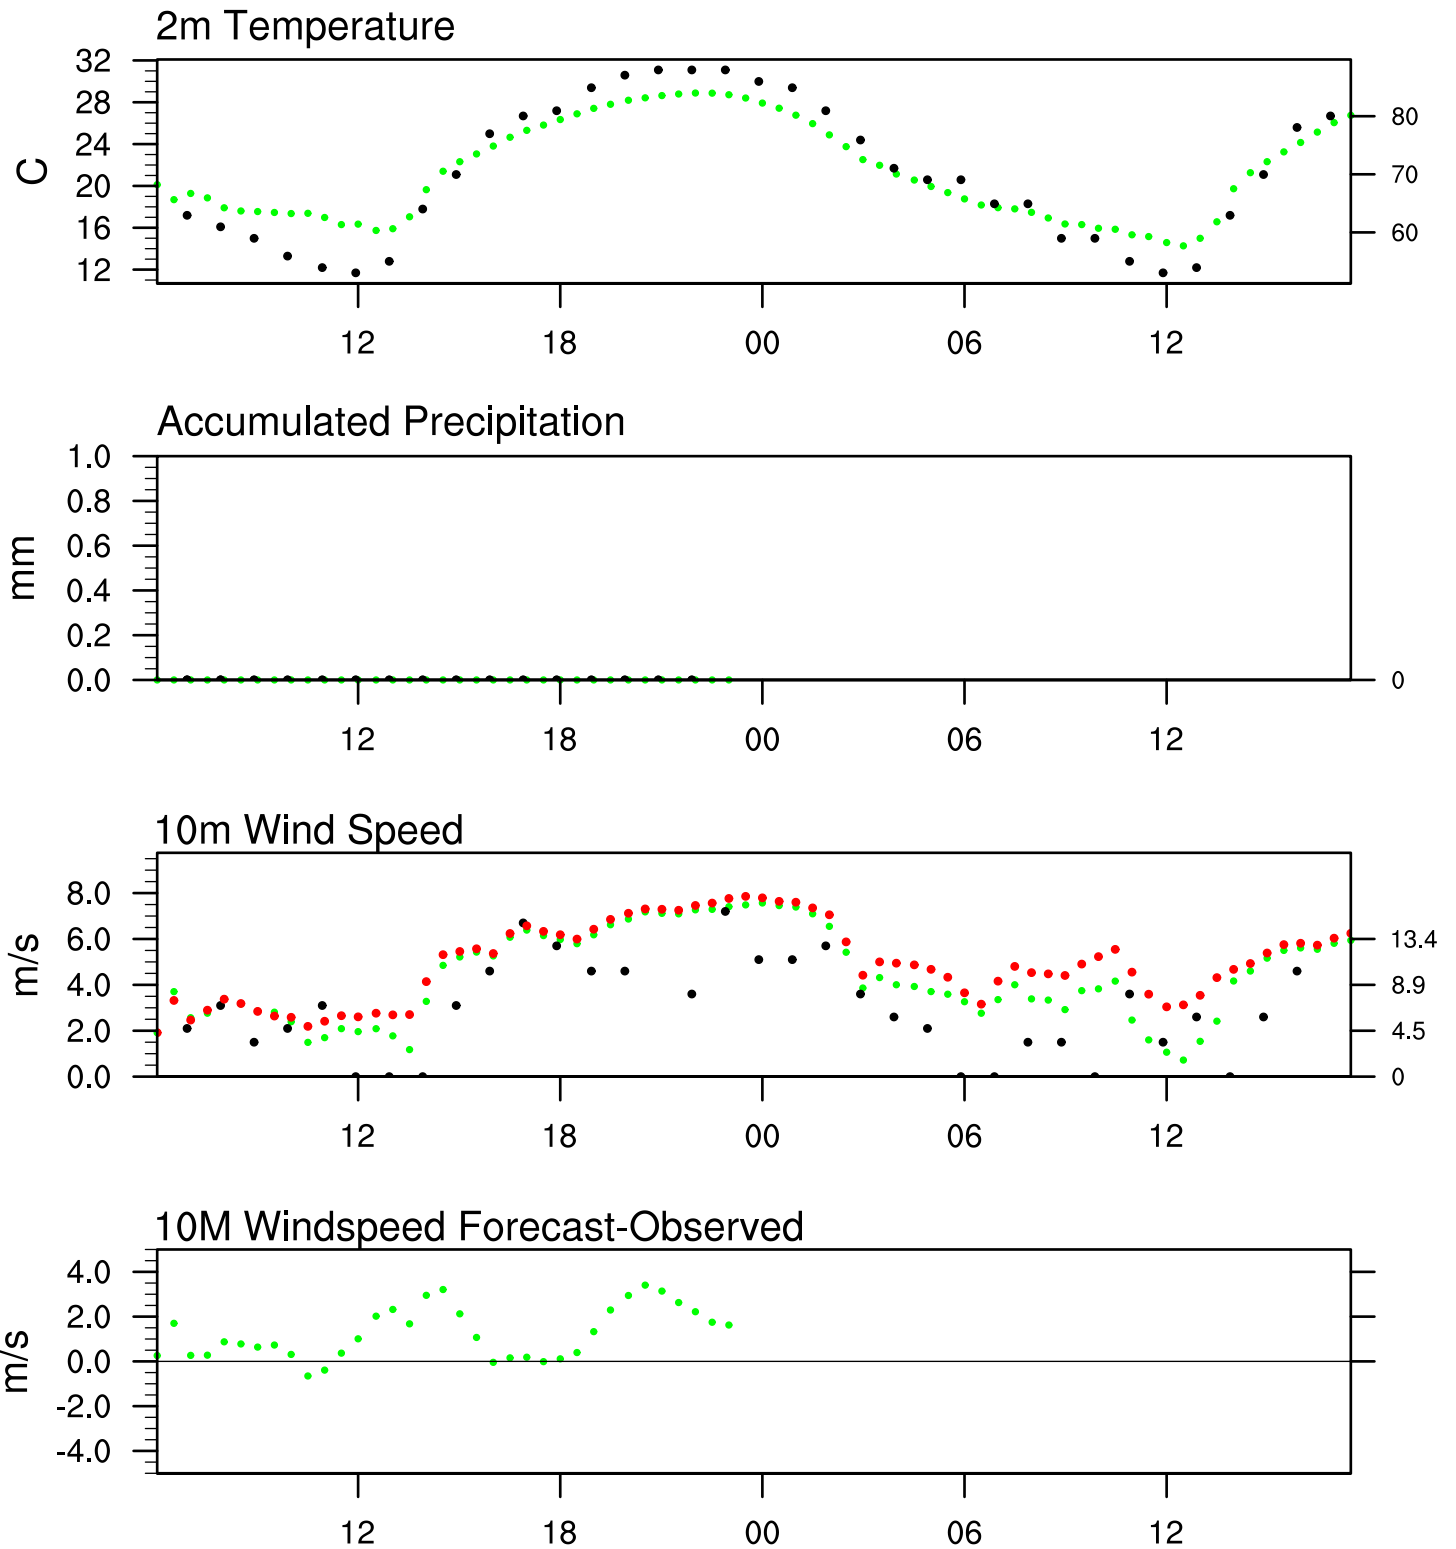 2m Temperature
32
28
24
20
16
12
C
80
70
60
12 18 00 06 12
Accumulated Precipitation
1.0
0.8
0.6
0.4
0.2
0.0
mm
0
12 18 00 06 12
10m Wind Speed
8.0
6.0
4.0
2.0
0.0
m/s
13.4
8.9
4.5
0
12 18 00 06 12
10M Windspeed Forecast-Observed
4.0
2.0
0.0
-2.0
-4.0
m/s
12 18 00 06 12